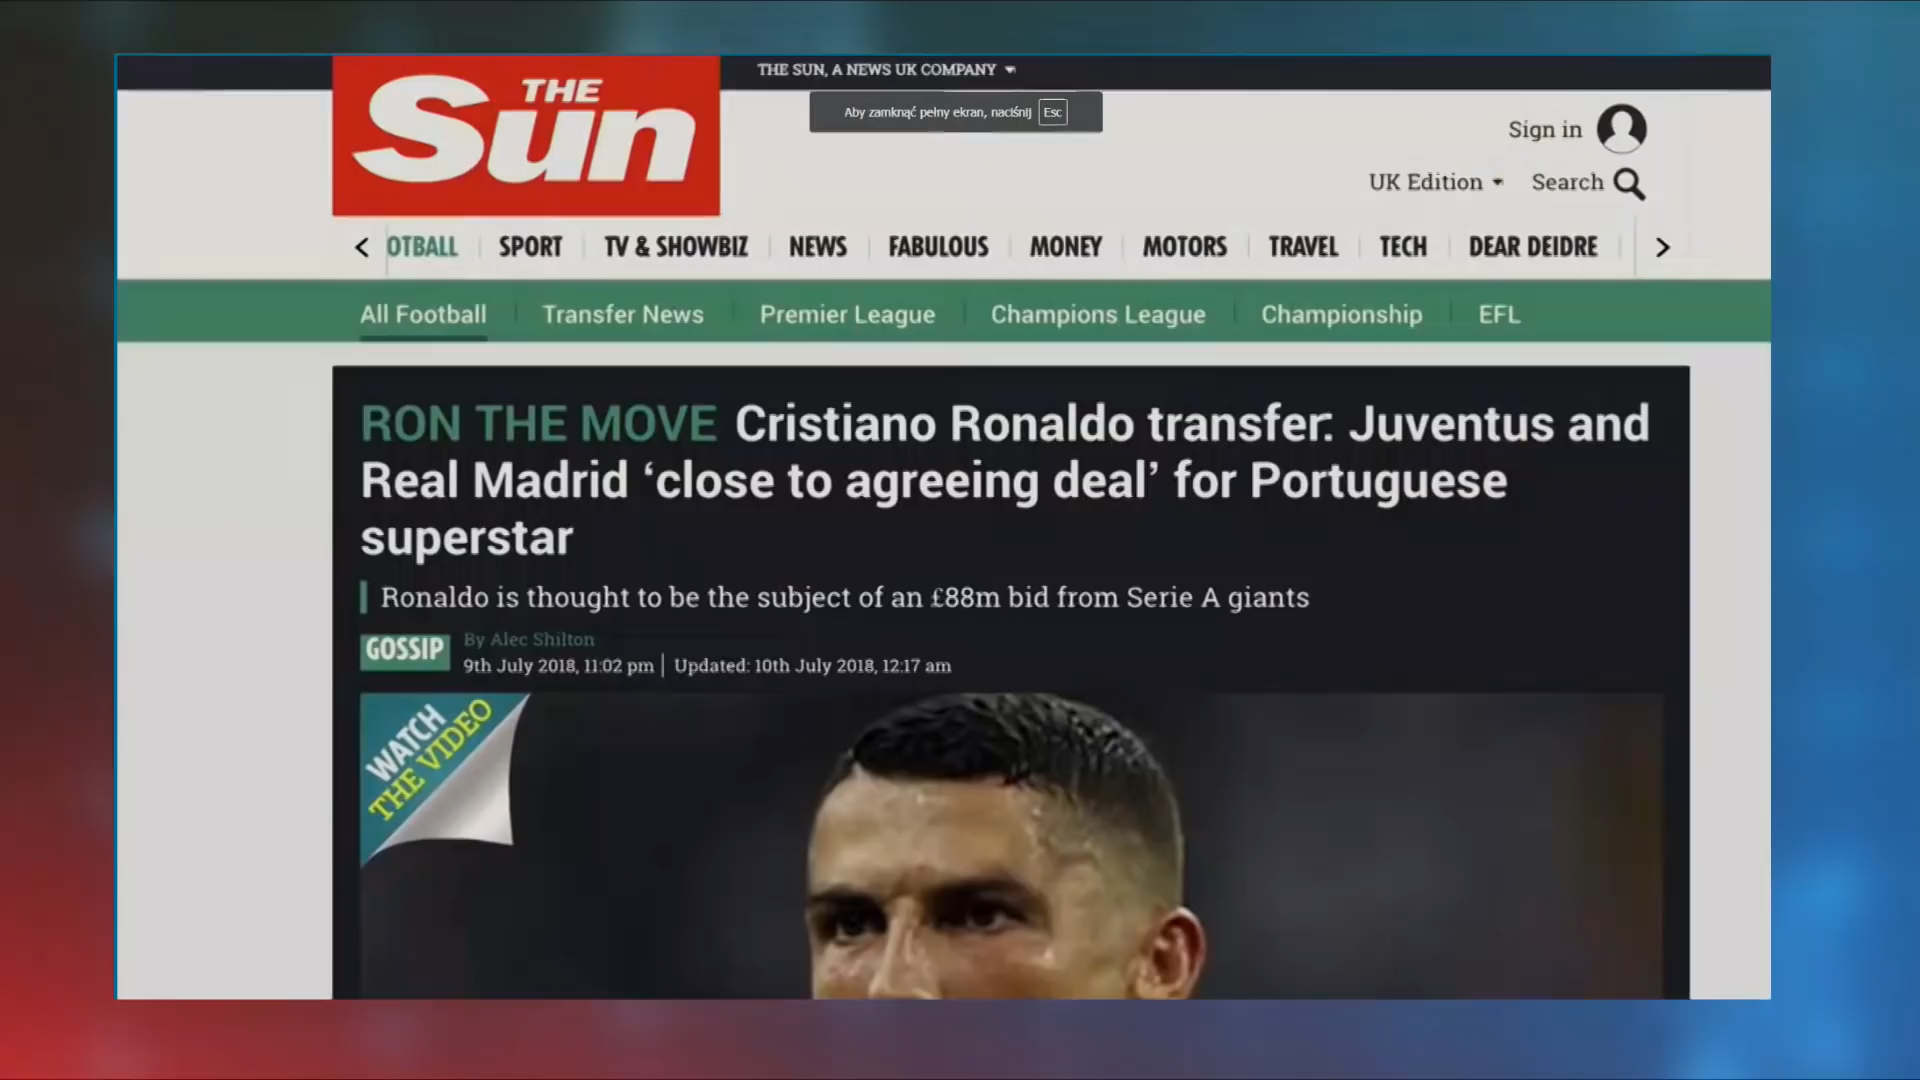 THE SUN, A NEWS UK COMPANY
THE
Sun
Aby zamknąć pełny ekran, naciśnij Esc
Sign in
UK Edition
Search
OTBALL
SPORT
TV & SHOWBIZ
NEWS
FABULOUS
MONEY
MOTORS
TRAVEL
TECH
DEAR DEIDRE
All Football
Transfer News
Premier League
Champions League
Championship
EFL
RON THE MOVE Cristiano Ronaldo transfer: Juventus and
Real Madrid ‘close to agreeing deal’ for Portuguese
superstar
Ronaldo is thought to be the subject of an £88m bid from Serie A giants
GOSSIP
By Alec Shilton
9th July 2018, 11:02 pm | Updated: 10th July 2018, 12:17 am
WATCH
THE VIDEO